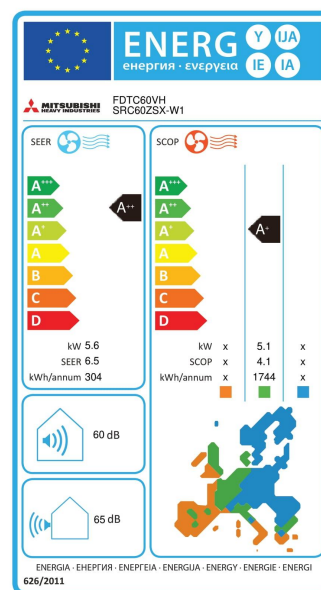 ENERG Y IJA
енергия · ενεργεια IE IA
MITSUBISHI
HEAVY INDUSTRIES
FDTC60VH
SRC60ZSX-W1
SEER
SCOP
A+++
A++
A+
A
B
C
D
A++
A+++
A++
A+
A
B
C
D
A+
kW 5.6
SEER 6.5
kWh/annum 304
kW x 5.1 x
SCOP x 4.1 x
kWh/annum x 1744 x
60 dB
65 dB
ENERGIA · ЕНЕРГИЯ · ΕΝΕΡΓΕΙΑ · ENERGIJA · ENERGY · ENERGIE · ENERGI
626/2011